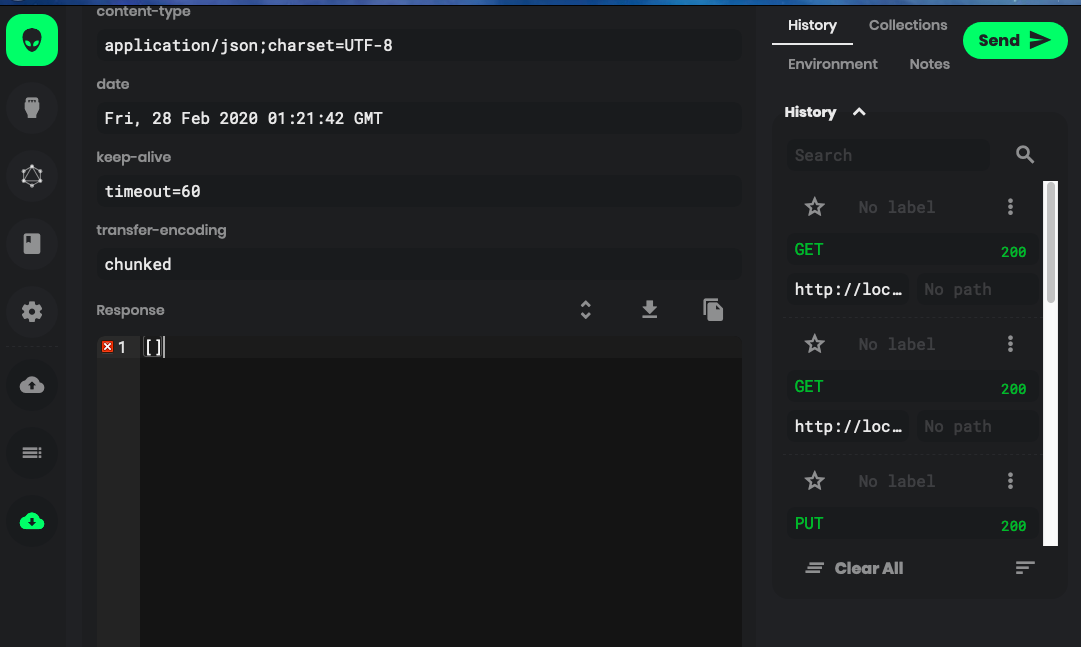 content-type
application/json;charset=UTF-8
date
Fri, 28 Feb 2020 01:21:42 GMT
keep-alive
timeout=60
transfer-encoding
chunked
Response
1 []
History Collections
Environment Notes
Send
History
Search
No label
GET 200
http://loc… No path
No label
GET 200
http://loc… No path
No label
PUT 200
Clear All